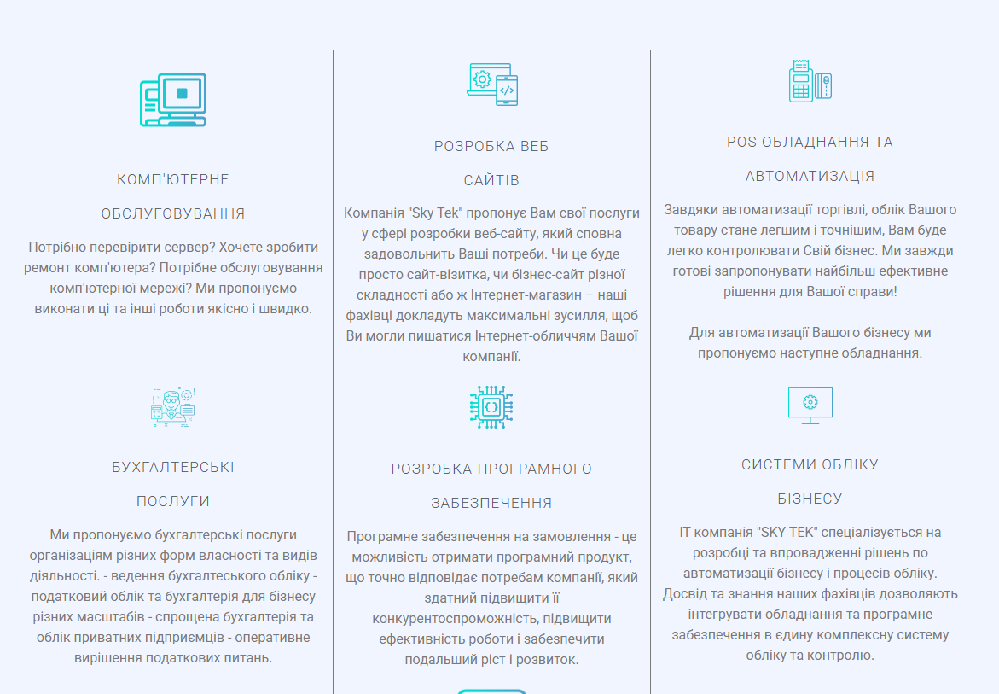 КОМП'ЮТЕРНЕ
ОБСЛУГОВУВАННЯ
Потрібно перевірити сервер? Хочете зробити
ремонт комп'ютера? Потрібне обслуговування
комп'ютерної мережі? Ми пропонуємо
виконати ці та інші роботи якісно і швидко.
РОЗРОБКА ВЕБ
САЙТІВ
Компанія "Sky Tek" пропонує Вам свої послуги
у сфері розробки веб-сайту, який сповна
задовольнить Ваші потреби. Чи це буде
просто сайт-візитка, чи бізнес-сайт різної
складності або ж Інтернет-магазин – наші
фахівці докладуть максимальні зусилля, щоб
Ви могли пишатися Інтернет-обличчям Вашої
компанії.
POS ОБЛАДНАННЯ ТА
АВТОМАТИЗАЦІЯ
Завдяки автоматизації торгівлі, облік Вашого
товару стане легшим і точнішим, Вам буде
легко контролювати Свій бізнес. Ми завжди
готові запропонувати найбільш ефективне
рішення для Вашої справи!
Для автоматизації Вашого бізнесу ми
пропонуємо наступне обладнання.
БУХГАЛТЕРСЬКІ
ПОСЛУГИ
Ми пропонуємо бухгалтерські послуги
організаціям різних форм власності та видів
діяльності. - ведення бухгалтеського обліку -
податковий облік та бухгалтерія для бізнесу
різних масштабів - спрощена бухгалтерія та
облік приватних підприємців - оперативне
вирішення податкових питань.
РОЗРОБКА ПРОГРАМНОГО
ЗАБЕЗПЕЧЕННЯ
Програмне забезпечення на замовлення - це
можливість отримати програмний продукт,
що точно відповідає потребам компанії, який
здатний підвищити її
конкурентоспроможність, підвищити
ефективність роботи і забезпечити
подальший ріст і розвиток.
СИСТЕМИ ОБЛІКУ
БІЗНЕСУ
ІТ компанія "SKY TEK" спеціалізується на
розробці та впровадженні рішень по
автоматизації бізнесу і процесів обліку.
Досвід та знання наших фахівців дозволяють
інтегрувати обладнання та програмне
забезпечення в єдину комплексну систему
обліку та контролю.